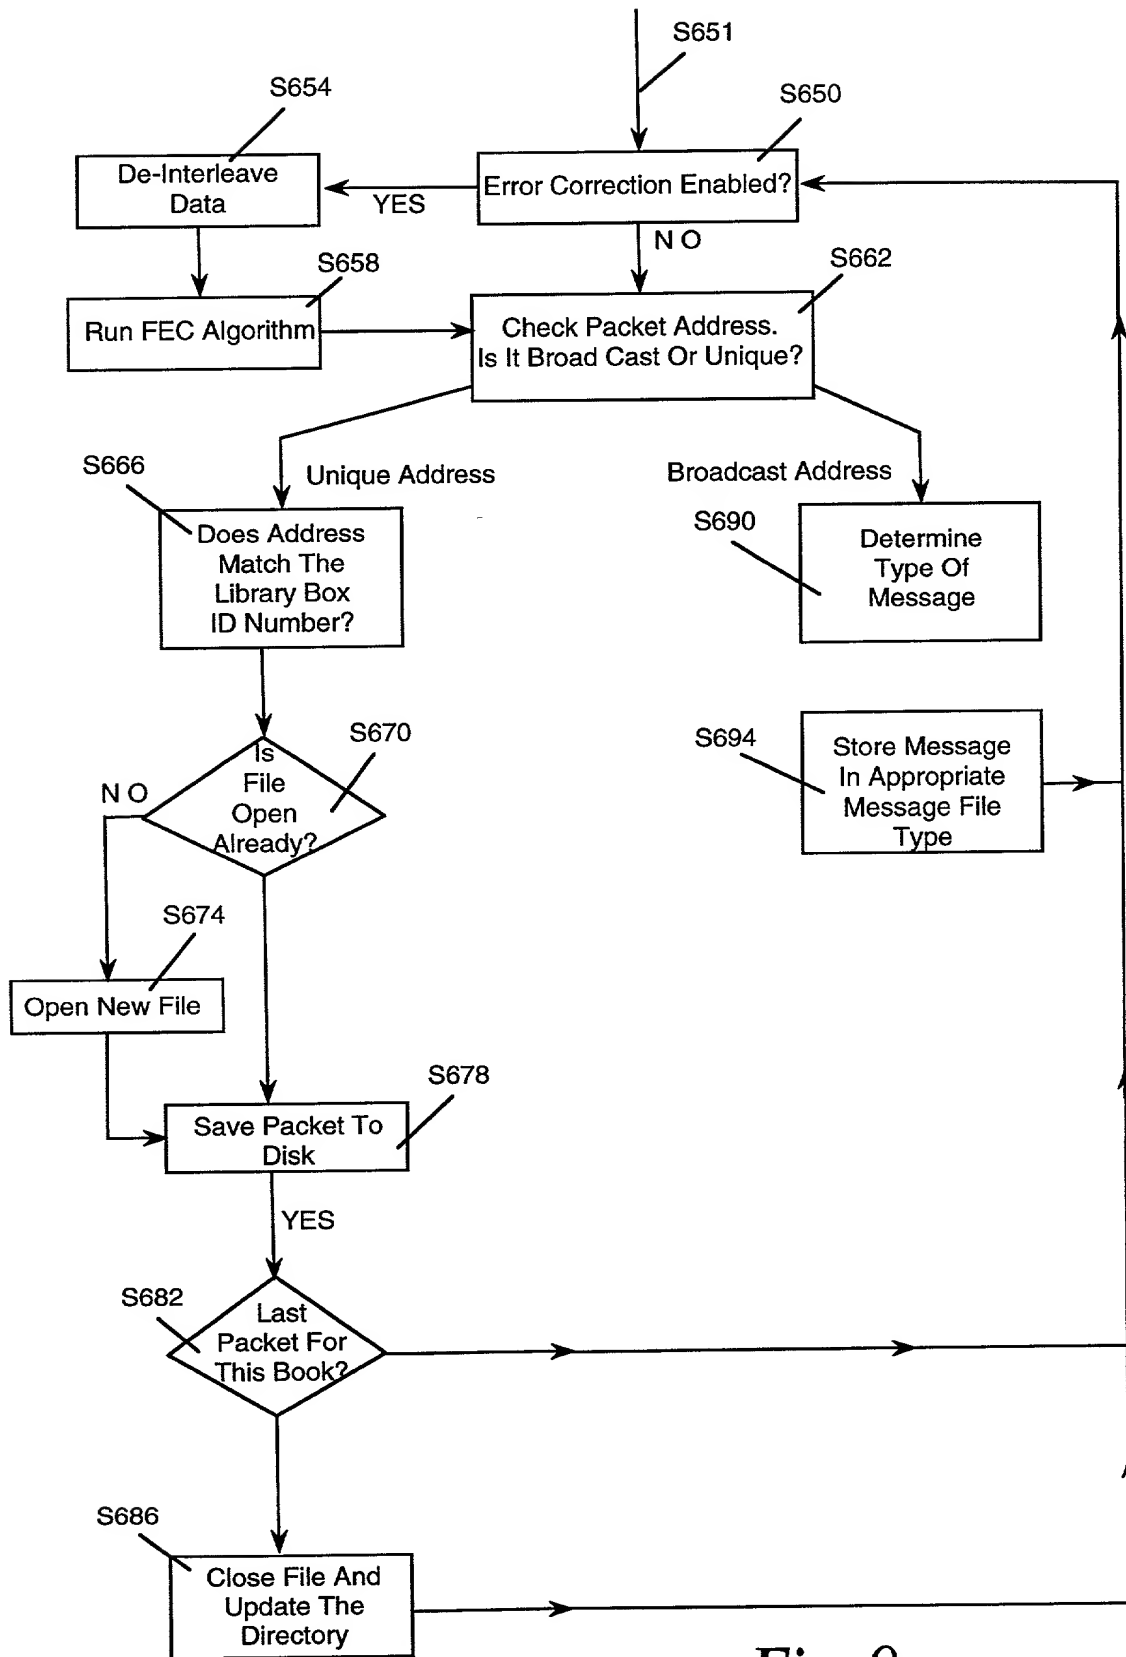 S651
S650
S654
De-Interleave
Data
YES
Error Correction Enabled?
N O
S658
Run FEC Algorithm
S662
Check Packet Address.
Is It Broad Cast Or Unique?
S666
Unique Address
Broadcast Address
Does Address
Match The
Library Box
ID Number?
S690
Determine
Type Of
Message
S670
Is
File
Open
Already?
N O
S694
Store Message
In Appropriate
Message File
Type
S674
Open New File
S678
Save Packet To
Disk
YES
S682
Last
Packet For
This Book?
S686
Close File And
Update The
Directory